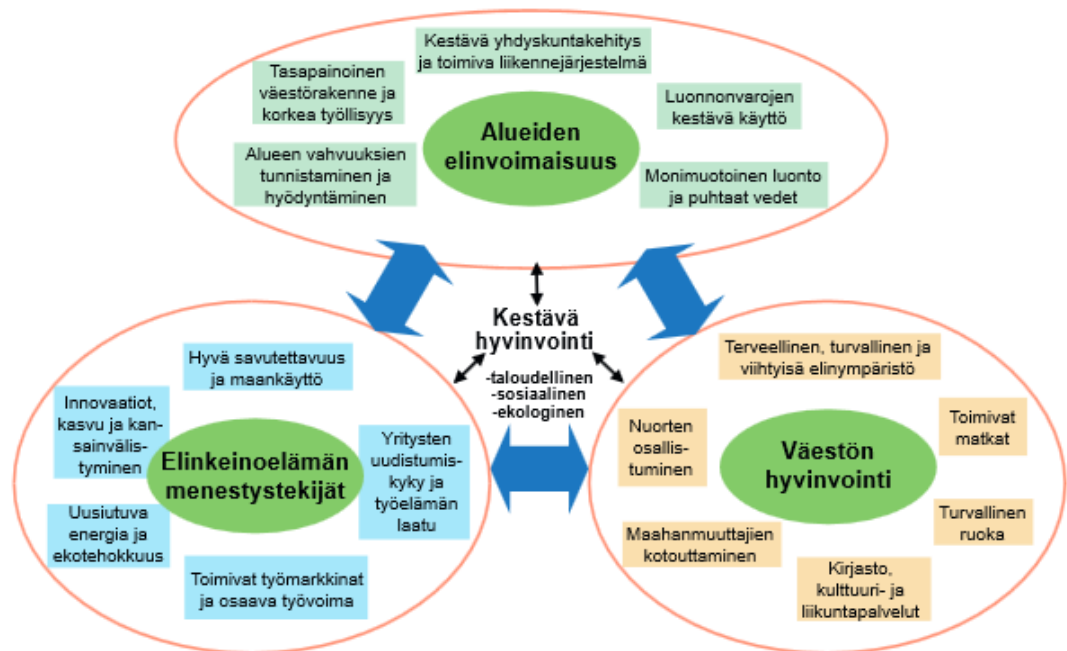 Kestävä yhdyskuntakehitys
ja toimiva liikennejärjestelmä
Tasapainoinen
väestörakenne ja
korkea työllisyys
Luonnonvarojen
kestävä käyttö
Alueiden
elinvoimaisuus
Alueen vahvuuksien
tunnistaminen ja
hyödyntäminen
Monimuotoinen luonto
ja puhtaat vedet
Kestävä
hyvinvointi
-taloudellinen
-sosiaalinen
-ekologinen
Hyvä savutettavuus
ja maankäyttö
Innovaatiot,
kasvu ja kan-
sainvälis-
tyminen
Elinkeinoelämän
menestystekijät
Yritysten
uudistumis-
kyky ja
työelämän
laatu
Uusiutuva
energia ja
ekotehokkuus
Toimivat työmarkkinat
ja osaava työvoima
Terveellinen, turvallinen ja
viihtyisä elinympäristö
Nuorten
osallis-
tuminen
Toimivat
matkat
Väestön
hyvinvointi
Turvallinen
ruoka
Maahanmuuttajien
kotouttaminen
Kirjasto,
kulttuuri- ja
liikuntapalvelut